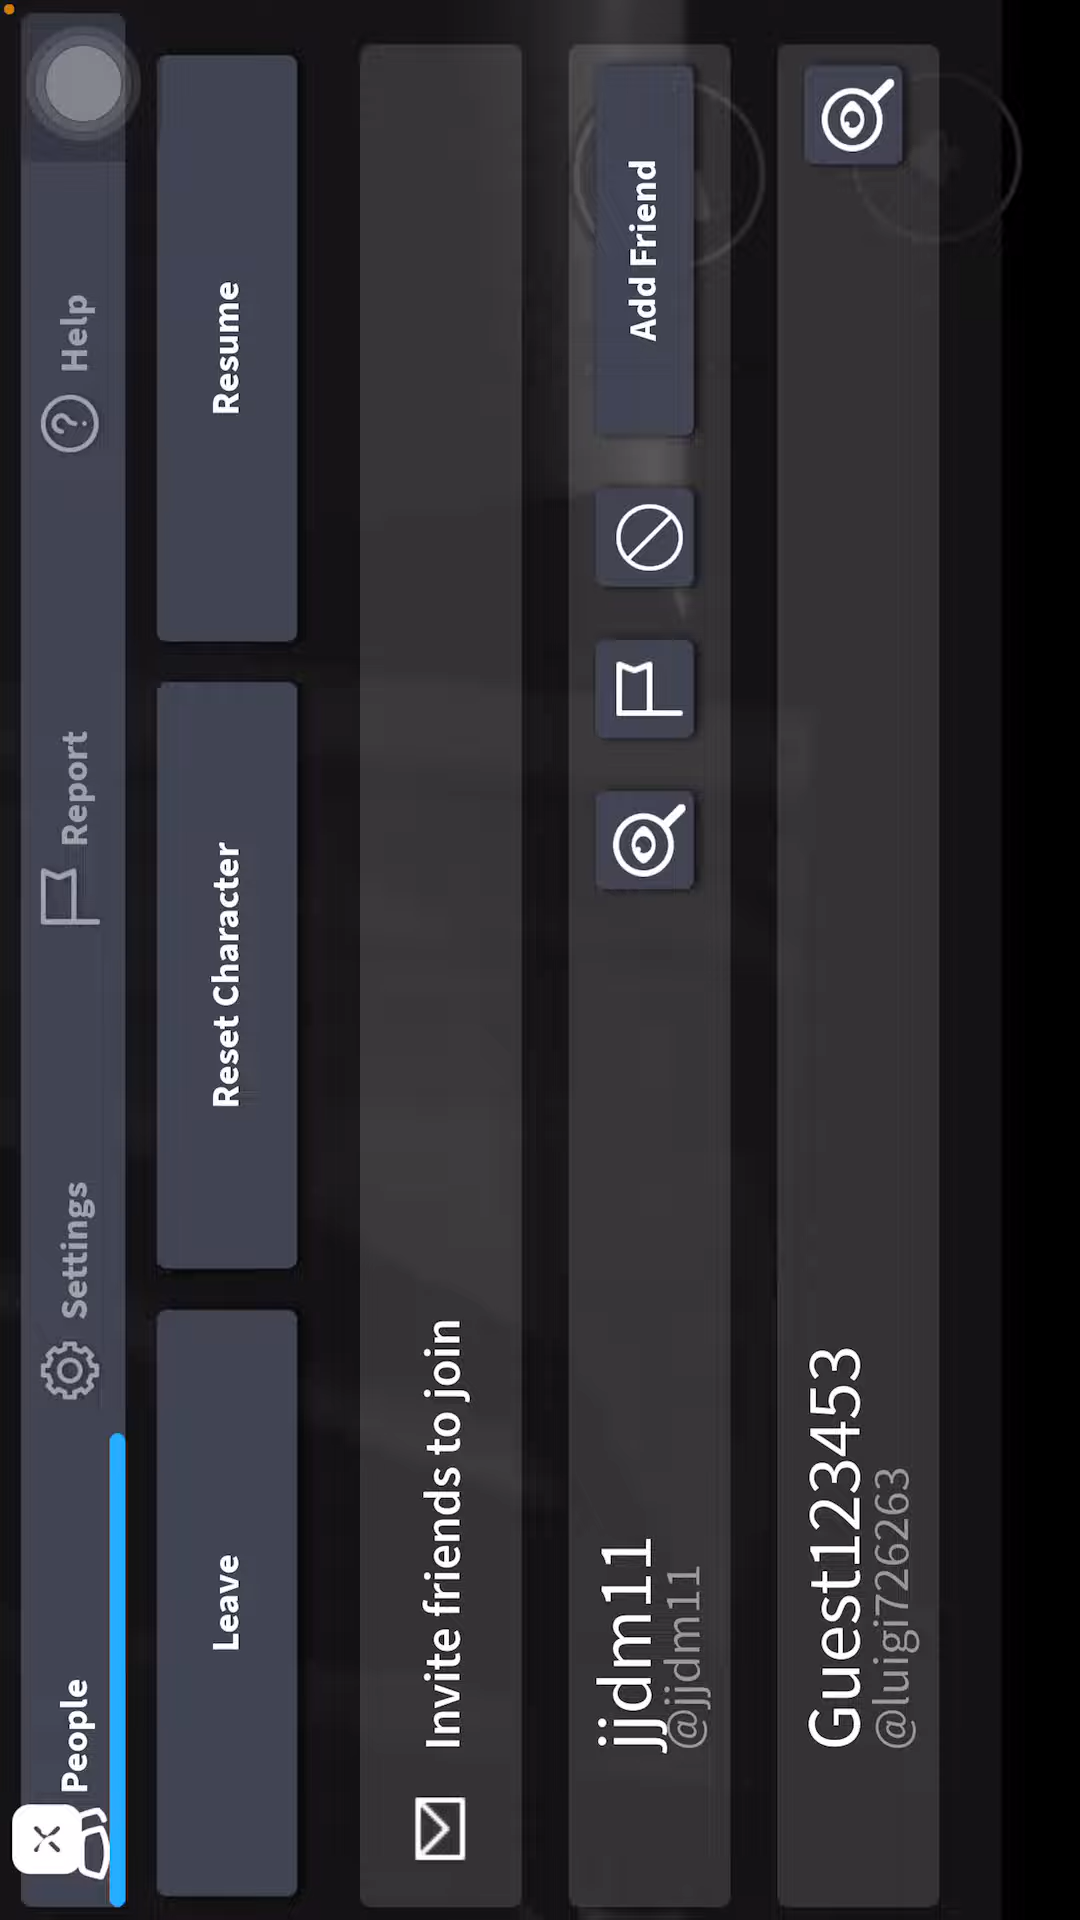 People
Settings
Report
Help
Leave
Reset Character
Resume
Invite friends to join
jjdm11
@jjdm11
Add Friend
Guest123453
@luigi726263